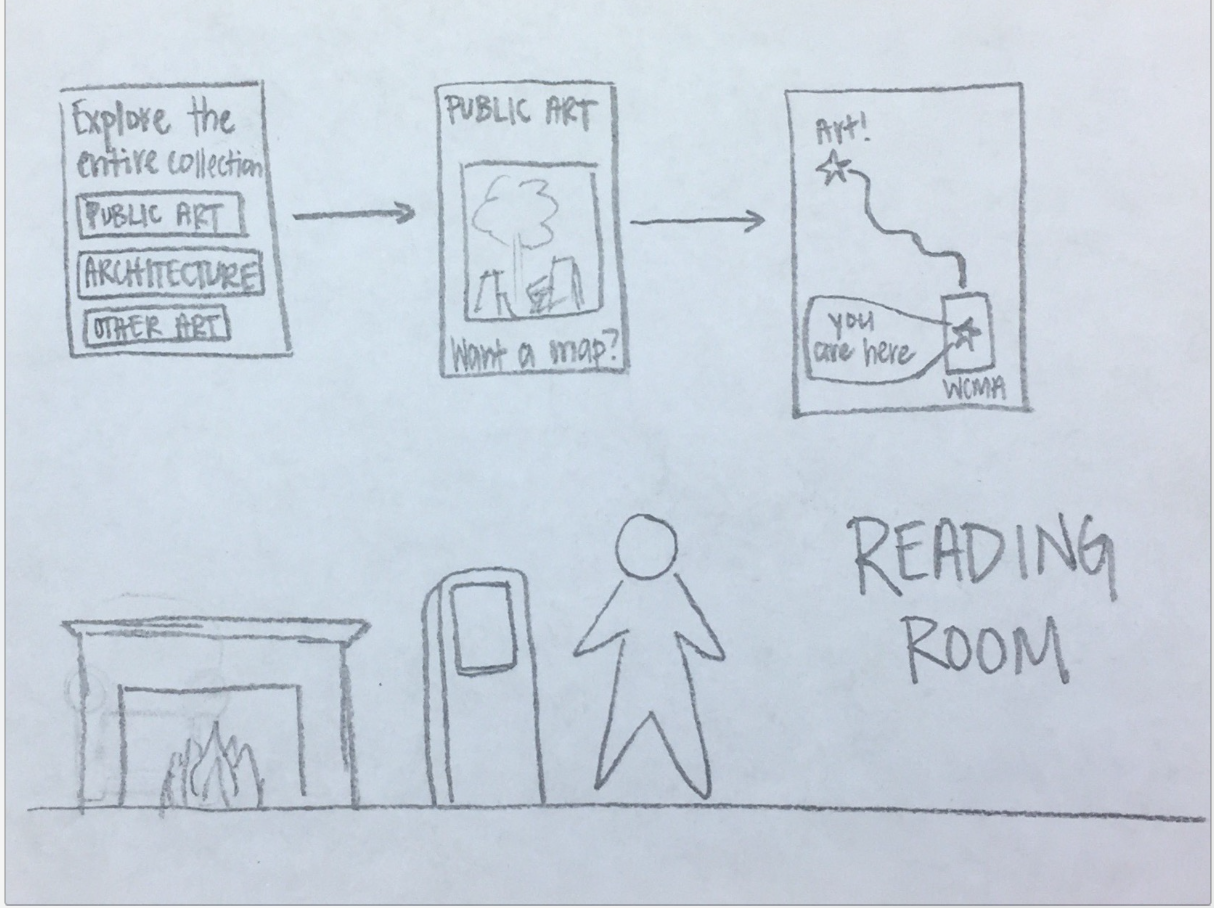 Explore the
entire collection
PUBLIC ART
ARCHITECTURE
OTHER ART
PUBLIC ART
Want a map?
Art!
you
are here
WCMA
READING
ROOM